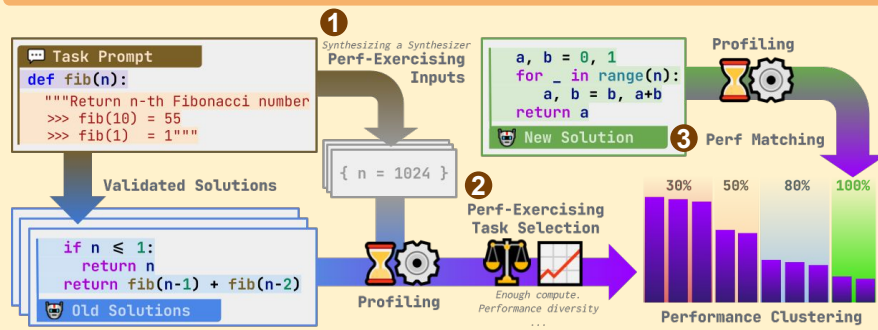 1
Task Prompt
def fib(n):
"""Return n-th Fibonacci number
>>> fib(10) = 55
>>> fib(1)  = 1"""
Synthesizing a Synthesizer
Perf-Exercising
Inputs
{ n = 1024 }
a, b = 0, 1
for _ in range(n):
a, b = b, a+b
return a
New Solution
3
Profiling
Perf Matching
Validated Solutions
if n ⩽ 1:
return n
return fib(n-1) + fib(n-2)
Old Solutions
Profiling
2
Perf-Exercising
Task Selection
Enough compute.
Performance diversity
...
30% 50% 80% 100%
Performance Clustering